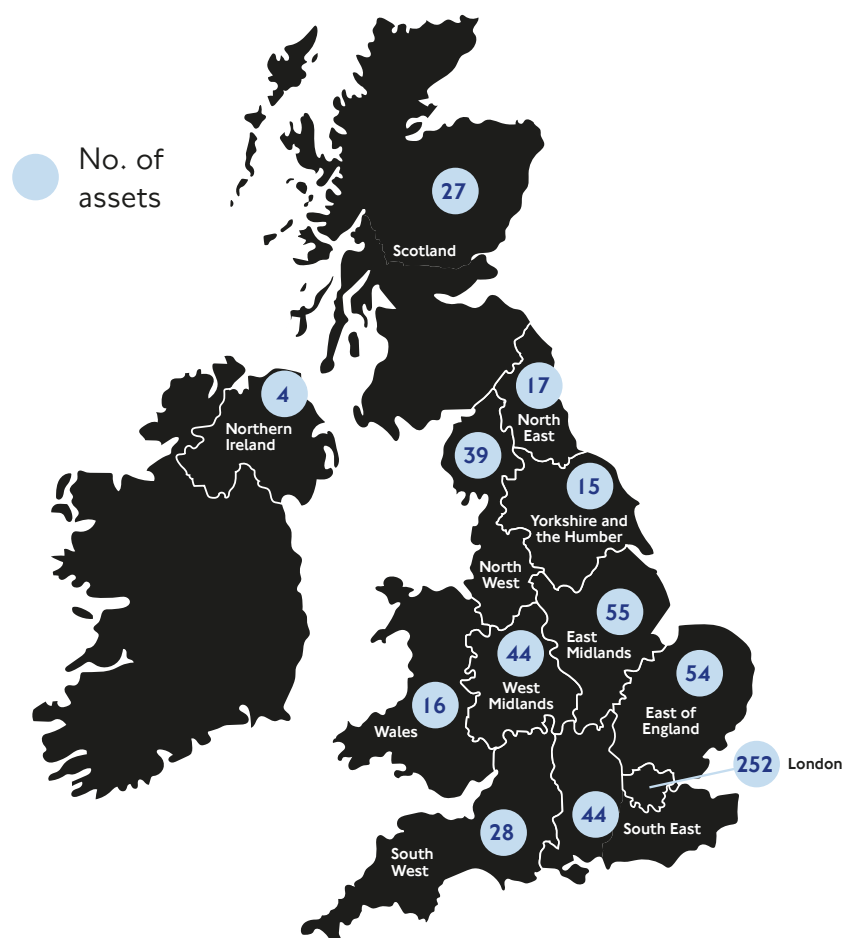 No. of
assets
27
Scotland
4
Northern
Ireland
17
North
East
39
15
Yorkshire and
the Humber
North
West
55
East
Midlands
44
West
Midlands
54
East of
England
16
Wales
252
London
44
South East
28
South
West